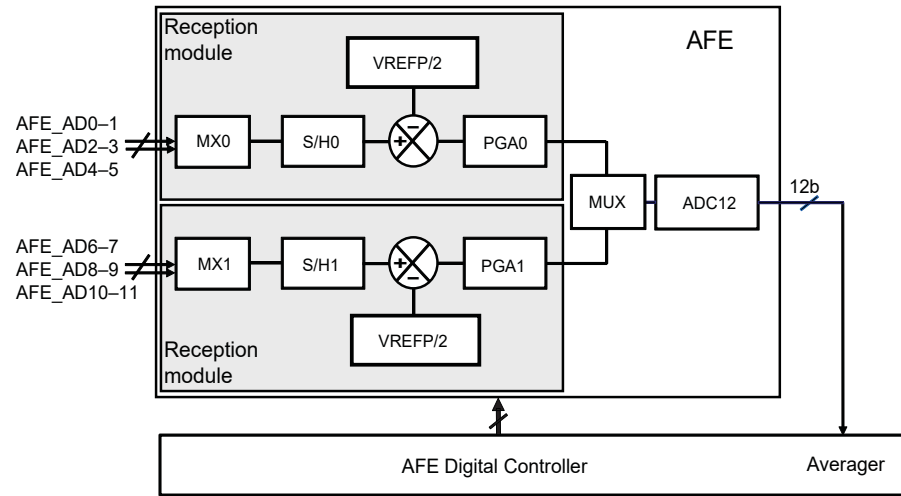 Reception
module
AFE
VREFP/2
AFE_AD0–1
AFE_AD2–3
AFE_AD4–5
MX0
S/H0
+
–
PGA0
MUX
ADC12
12b
AFE_AD6–7
AFE_AD8–9
AFE_AD10–11
MX1
S/H1
+
–
PGA1
VREFP/2
Reception
module
AFE Digital Controller
Averager